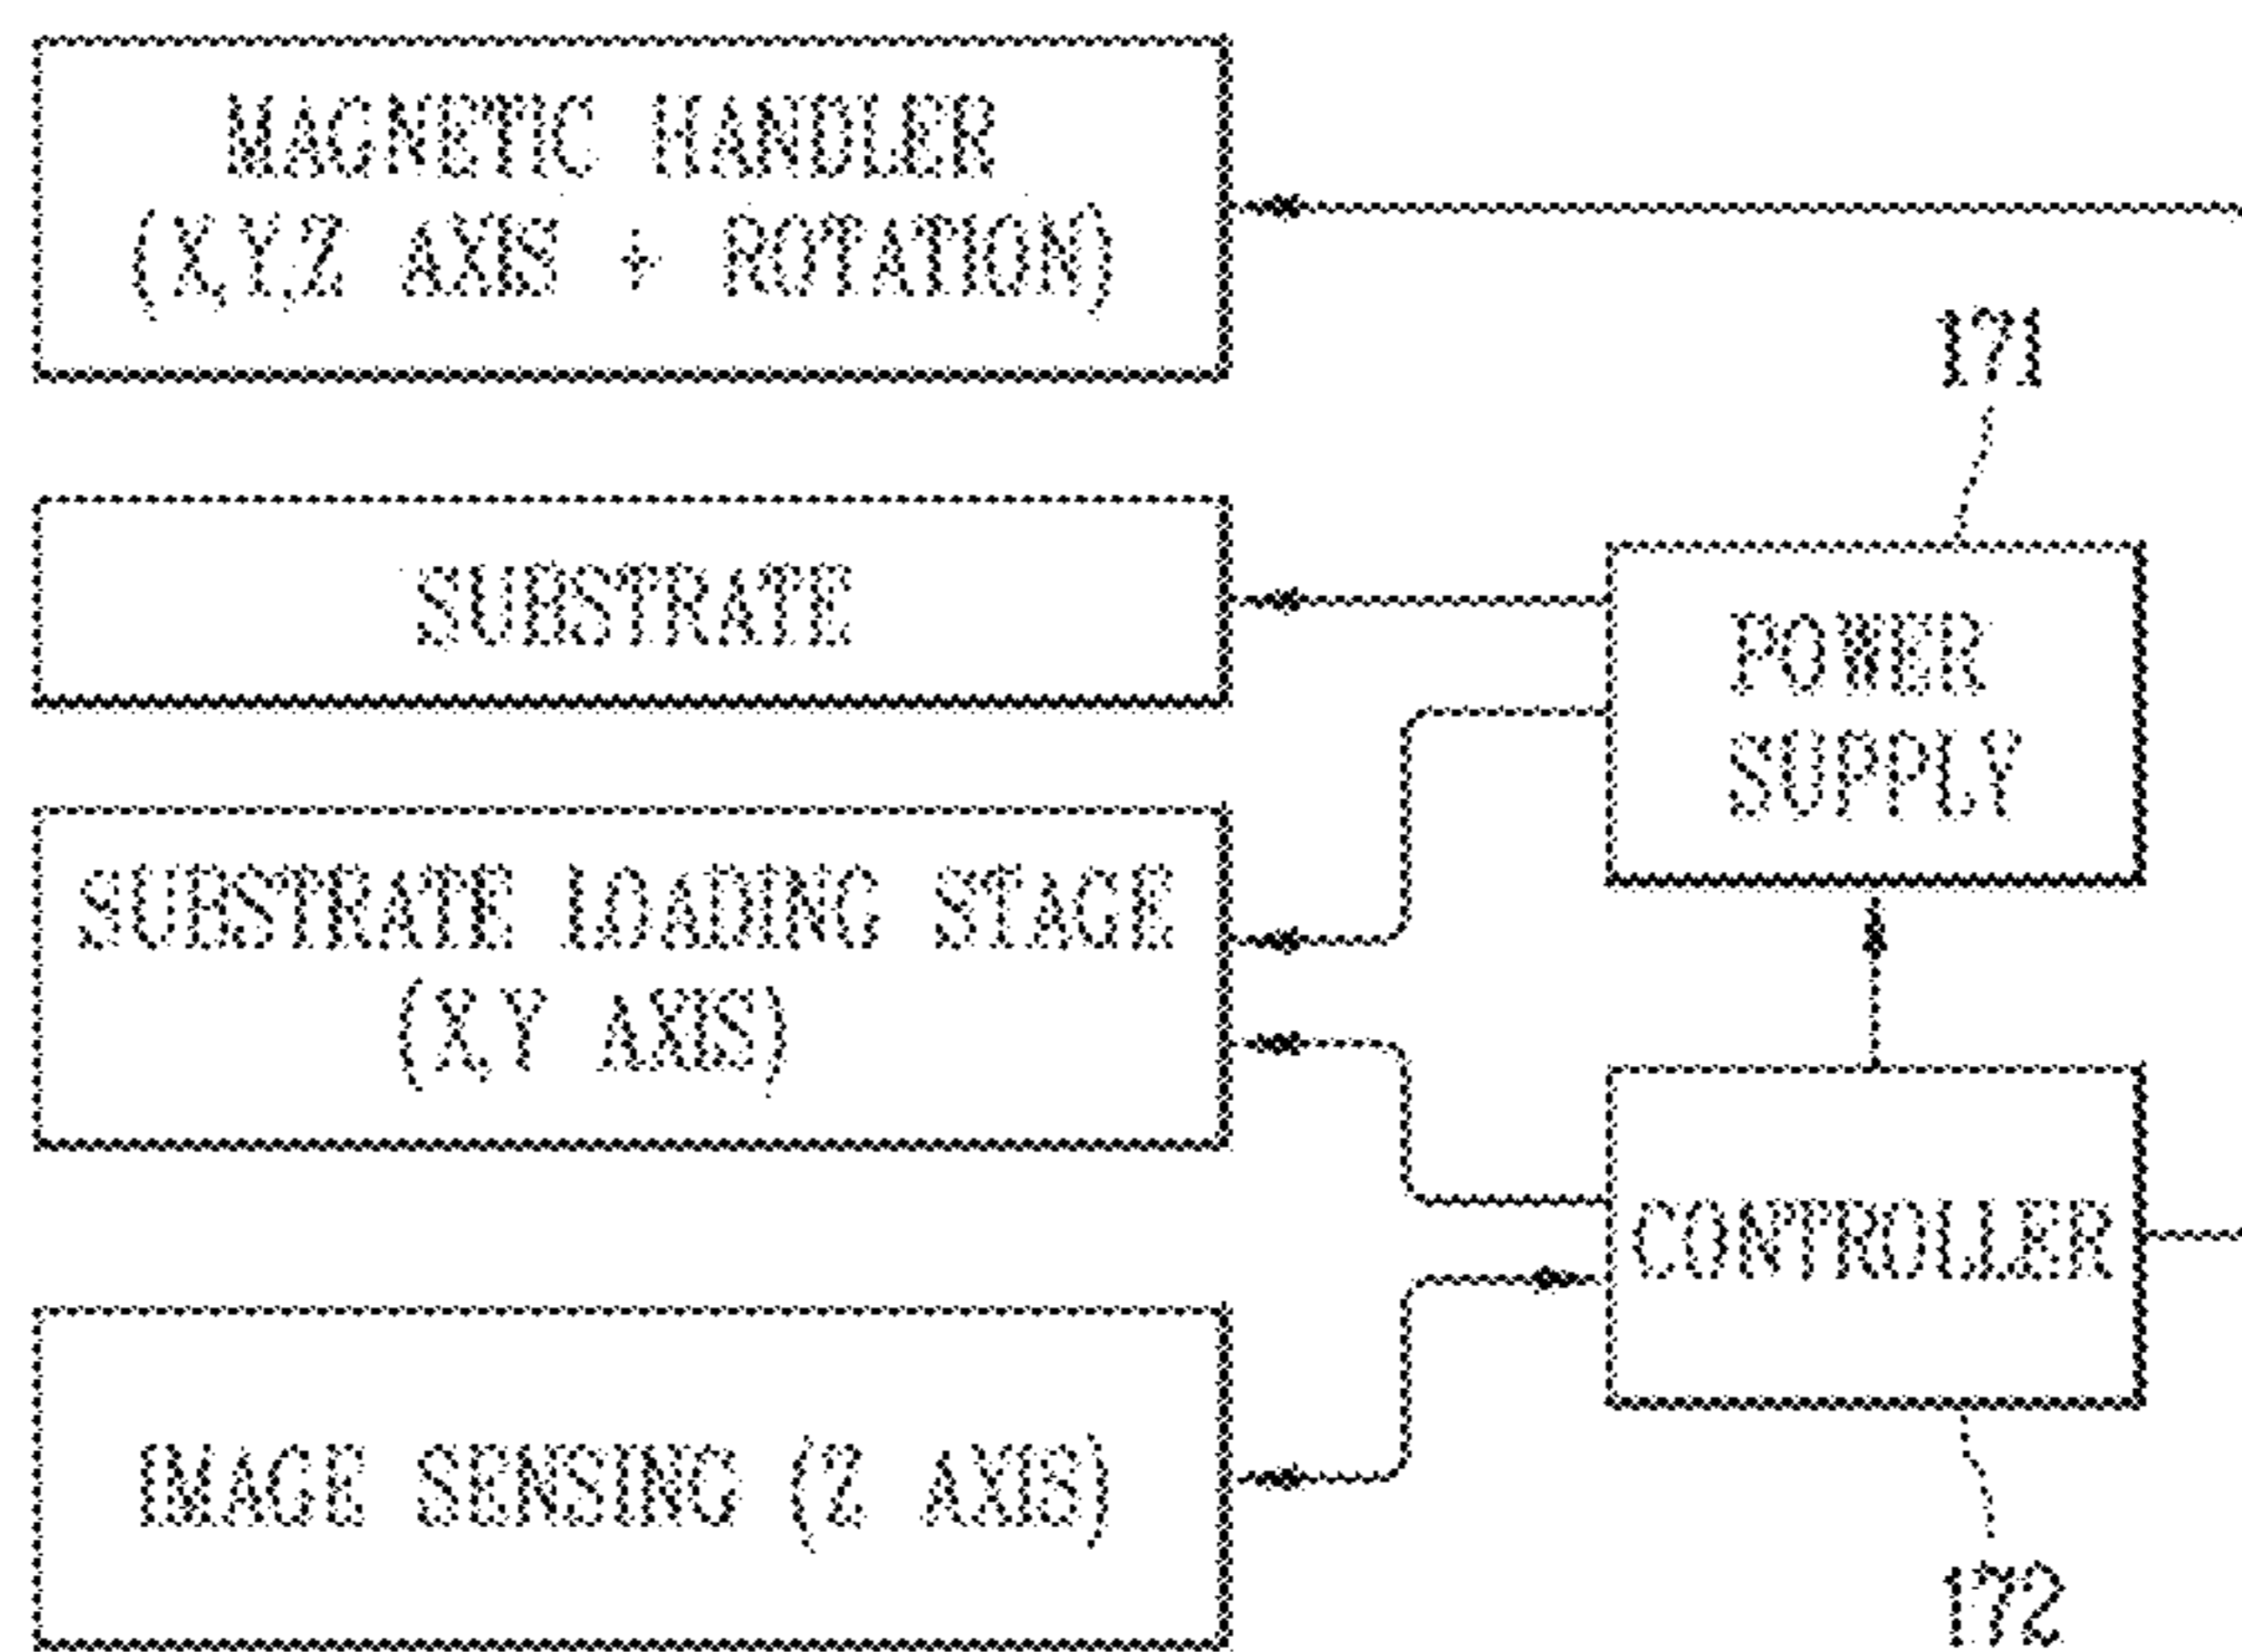 MAGNETIC HANDLER
(X,Y,Z AXIS + ROTATION)
171
SUBSTRATE
POWER
SUPPLY
SUBSTRATE LOADING STAGE
(X,Y AXIS)
CONTROLLER
IMAGE SENSING (Z AXIS)
172